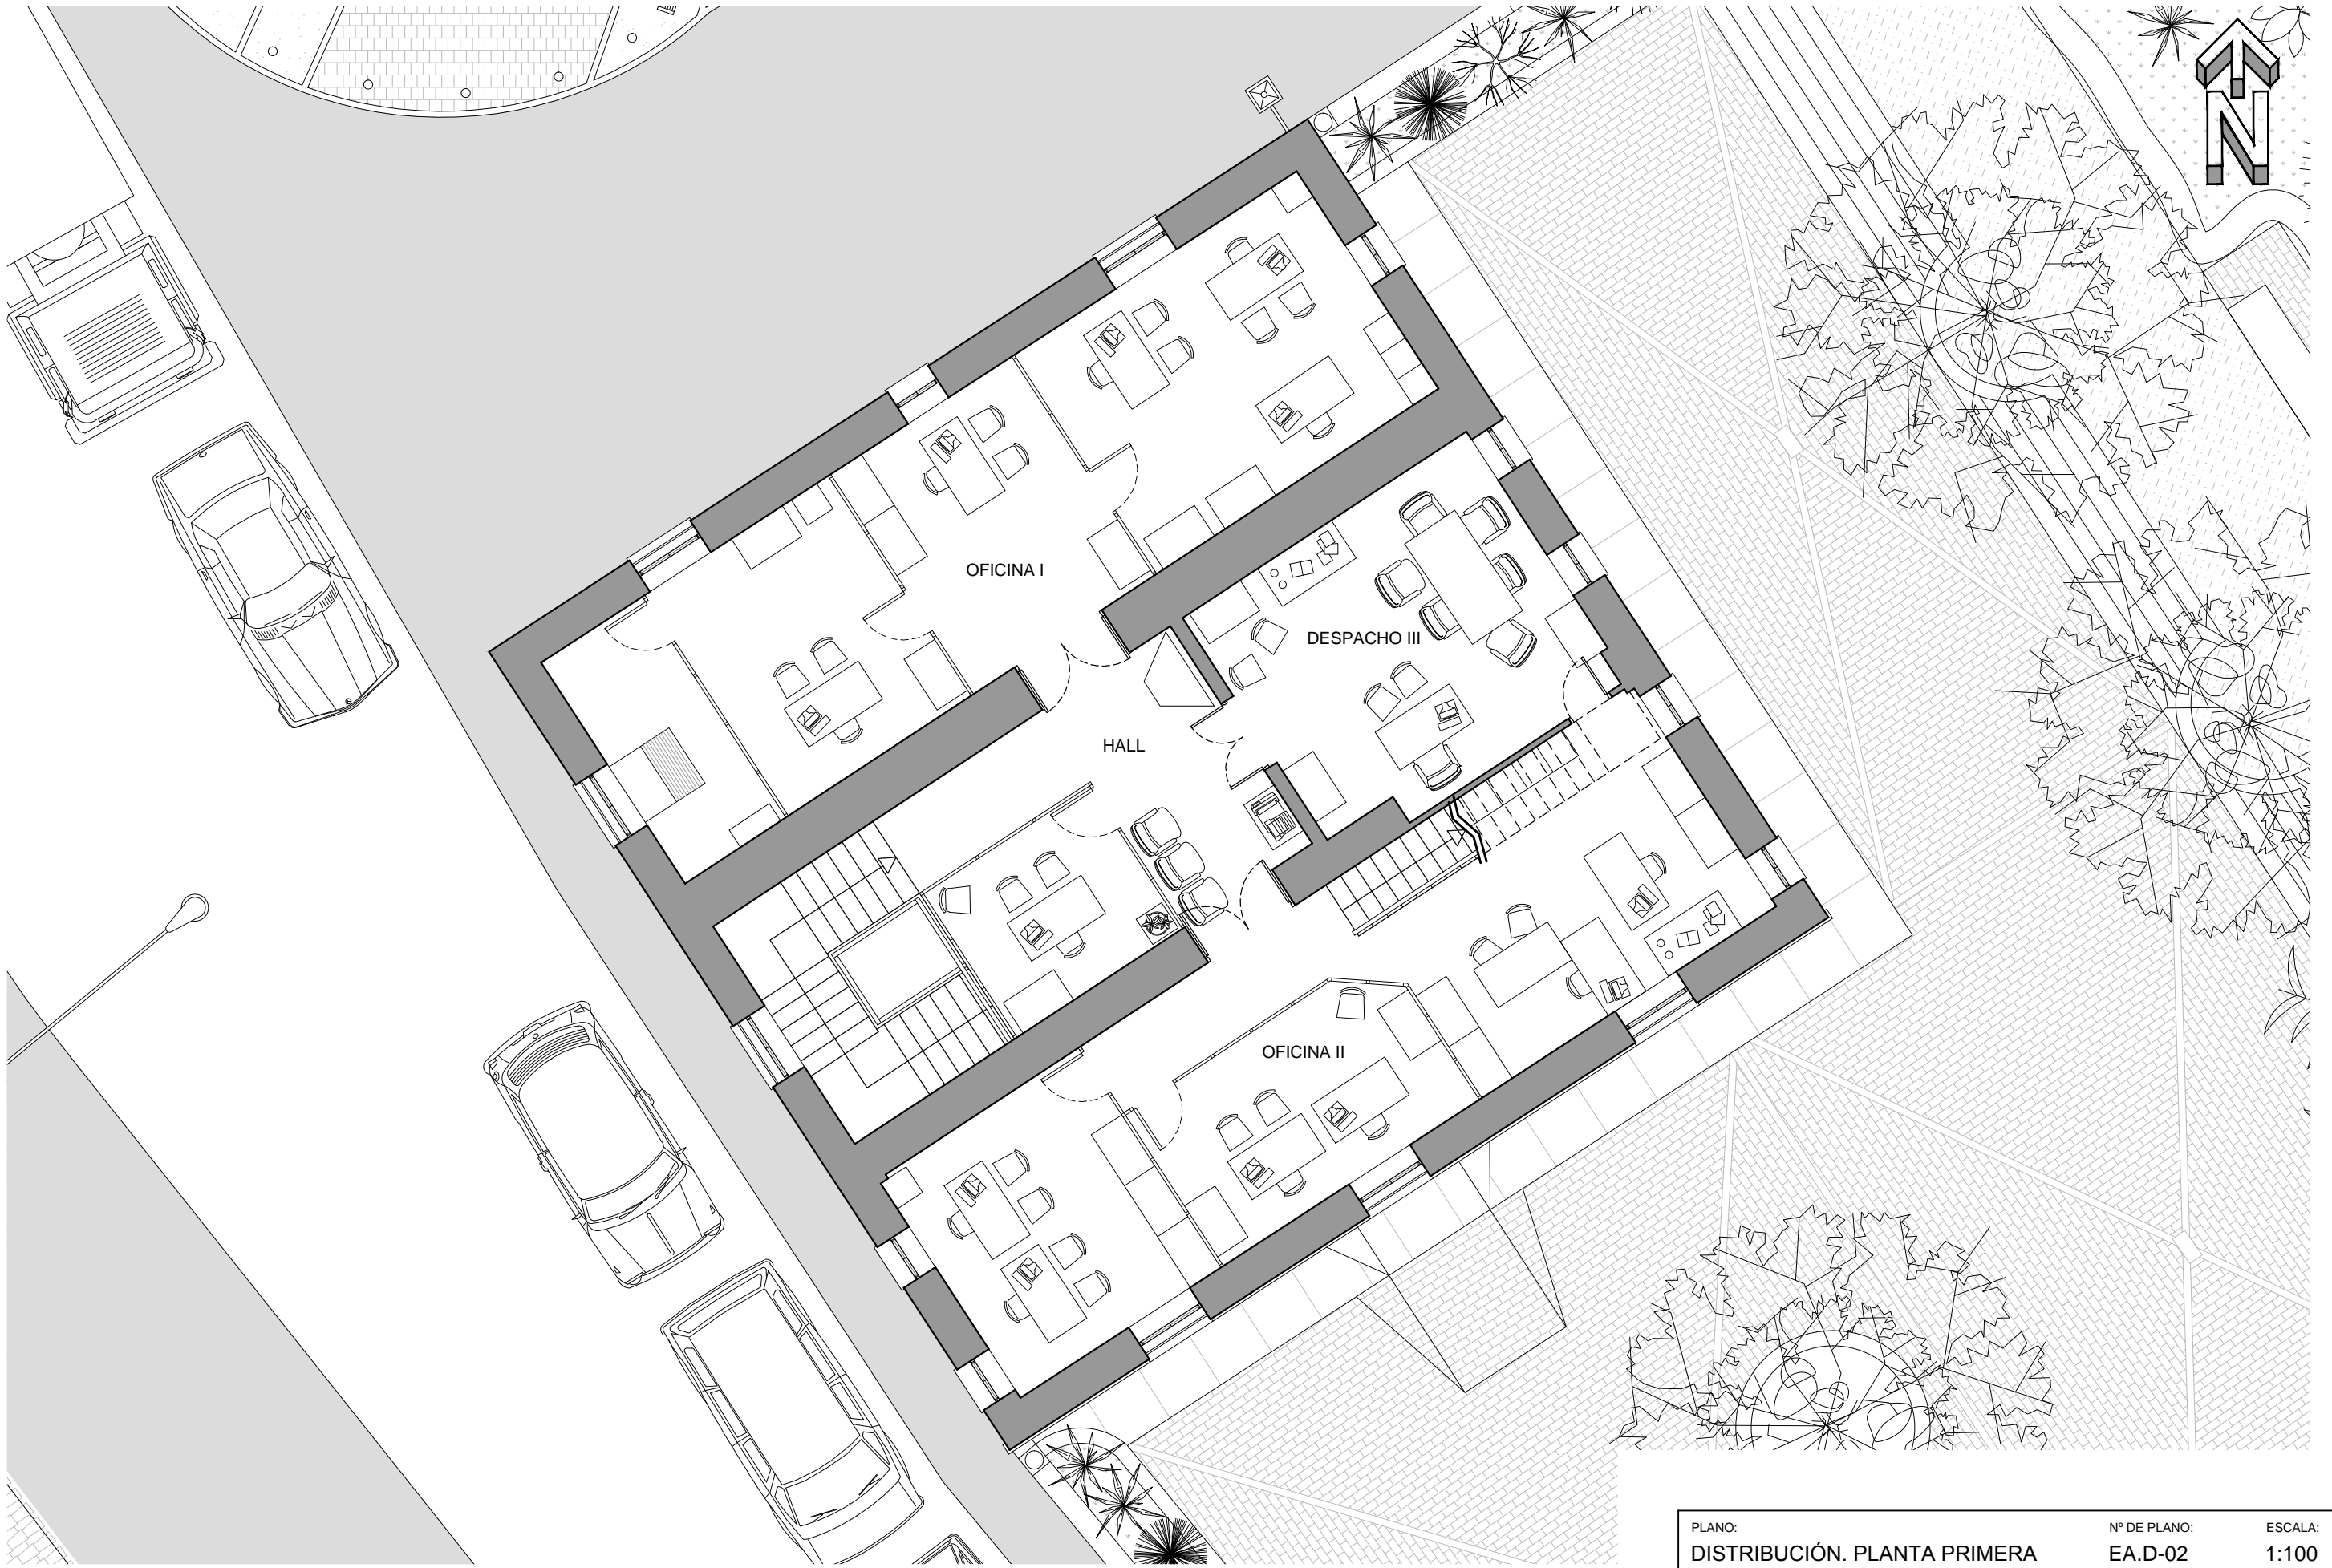 N
OFICINA I
DESPACHO III
HALL
OFICINA II
PLANO: Nº DE PLANO: ESCALA:
DISTRIBUCIÓN. PLANTA PRIMERA EA.D-02 1:100